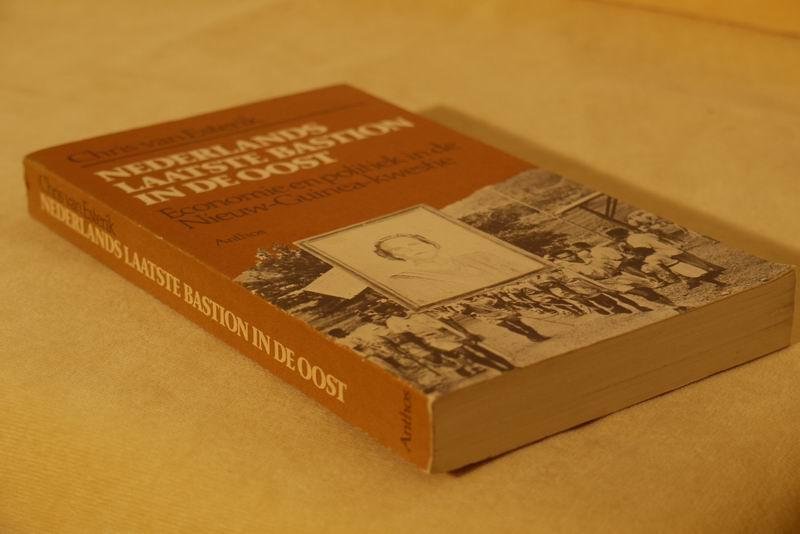 Chris van Esterik
NEDERLANDS
LAATSTE BASTION
IN DE OOST
Economie en politiek in de
Nieuw-Guinea-kwestie
Anthos
Chris van Esterik
NEDERLANDS LAATSTE BASTION IN DE OOST
Anthos